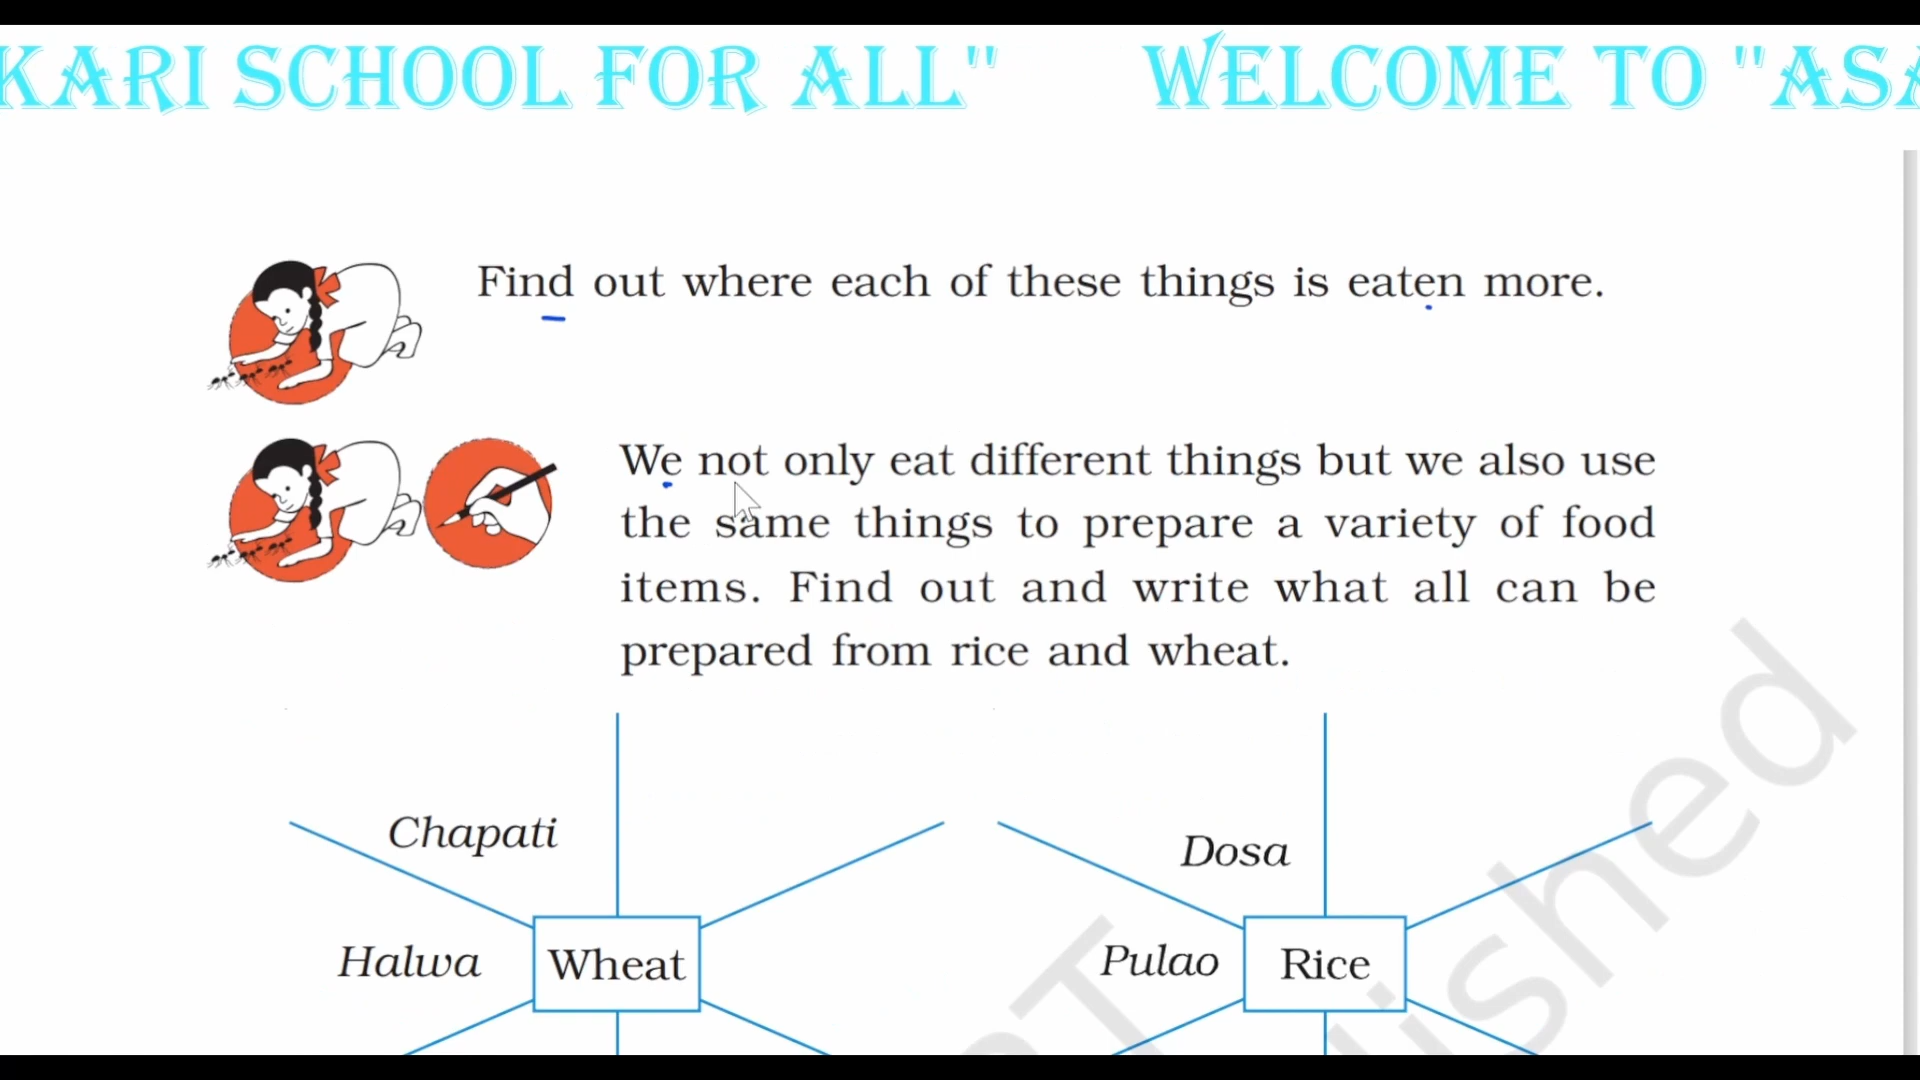 KARI SCHOOL FOR ALL" WELCOME TO "ASA
Find out where each of these things is eaten more.
We not only eat different things but we also use
the same things to prepare a variety of food
items. Find out and write what all can be
prepared from rice and wheat.
Chapati
Dosa
Halwa Wheat
Pulao Rice